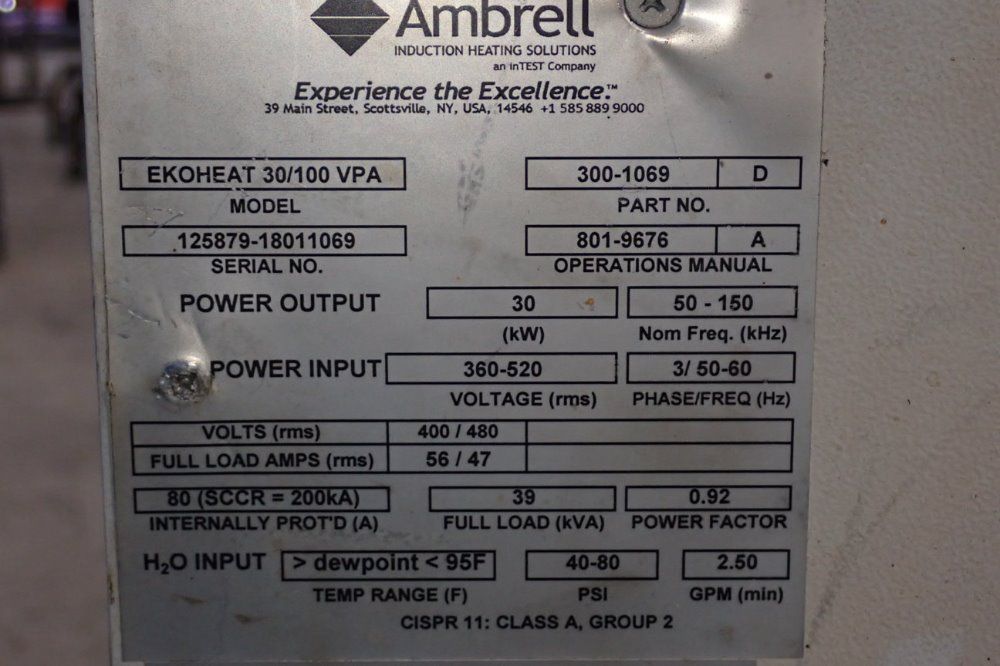 Ambrell
INDUCTION HEATING SOLUTIONS
an inTEST Company
Experience the Excellence.™
39 Main Street, Scottsville, NY, USA, 14546 +1 585 889 9000
EKOHEAT 30/100 VPA 300-1069 D
MODEL PART NO.
125879-18011069 801-9676 A
SERIAL NO. OPERATIONS MANUAL
POWER OUTPUT 30 50 - 150
(kW) Nom Freq. (kHz)
POWER INPUT 360-520 3/ 50-60
VOLTAGE (rms) PHASE/FREQ (Hz)
VOLTS (rms) 400 / 480
FULL LOAD AMPS (rms) 56 / 47
80 (SCCR = 200kA) 39 0.92
INTERNALLY PROT'D (A) FULL LOAD (kVA) POWER FACTOR
H₂O INPUT > dewpoint < 95F 40-80 2.50
TEMP RANGE (F) PSI GPM (min)
CISPR 11: CLASS A, GROUP 2